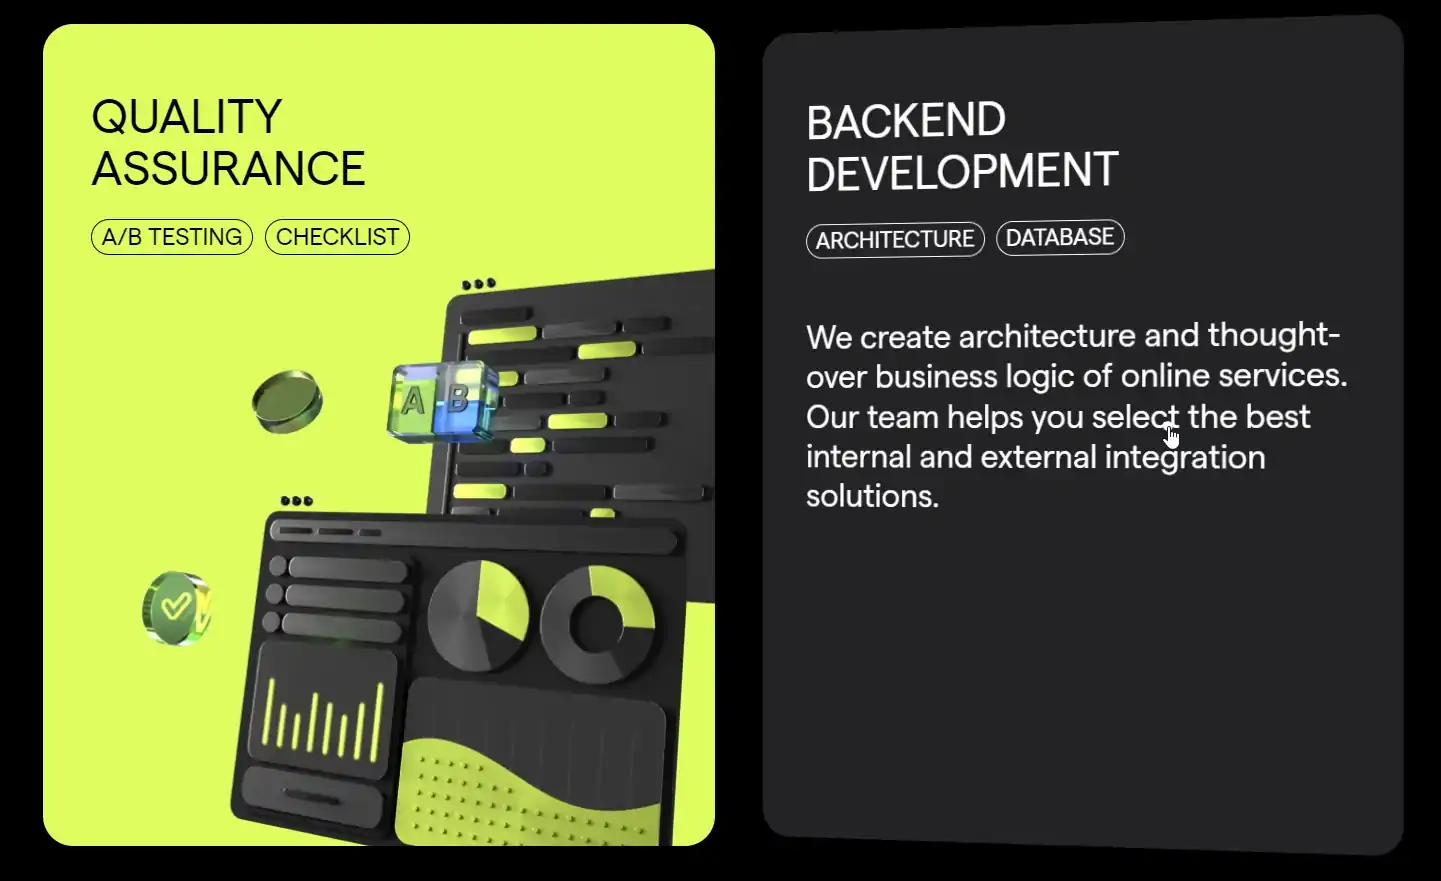 QUALITY
ASSURANCE
A/B TESTING CHECKLIST
A B
BACKEND
DEVELOPMENT
ARCHITECTURE DATABASE
We create architecture and thought-
over business logic of online services.
Our team helps you select the best
internal and external integration
solutions.